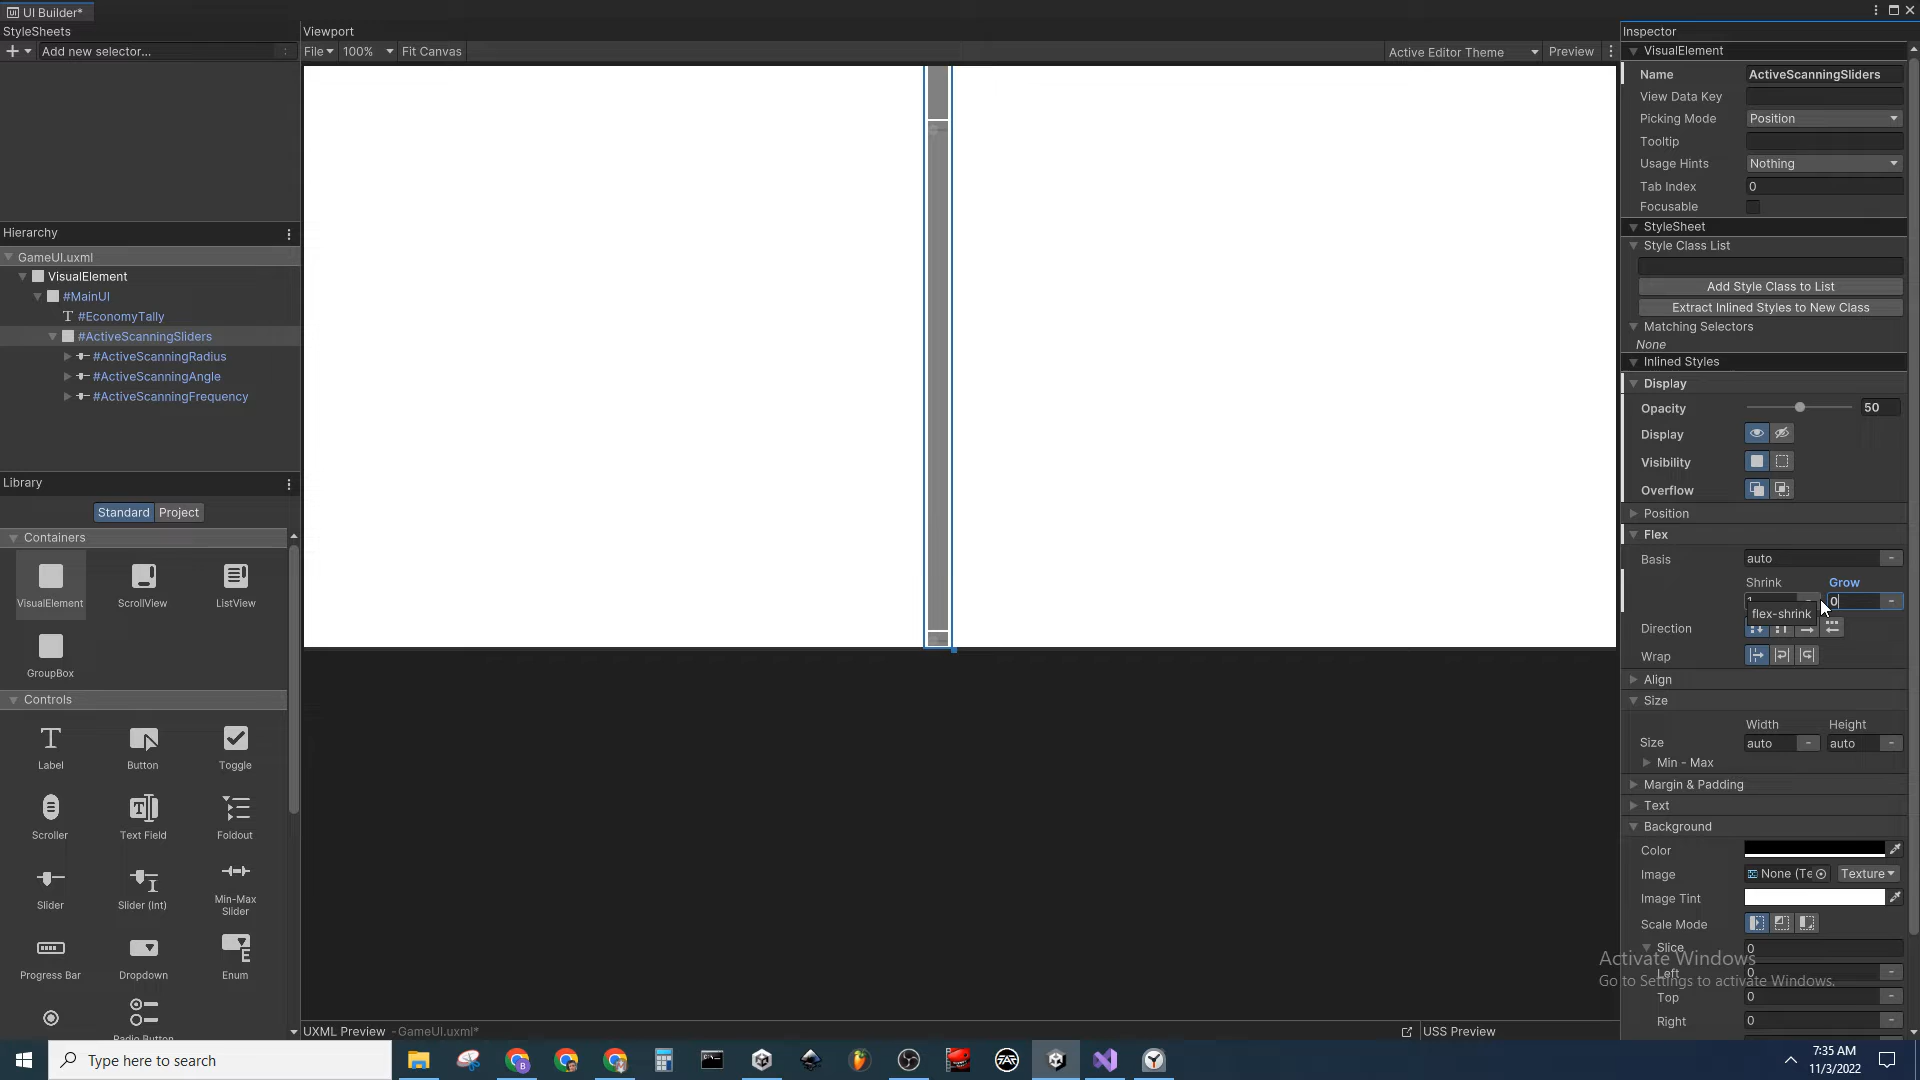 UI Builder*
StyleSheets
Add new selector...
Viewport
File
100%
Fit Canvas
Active Editor Theme
Preview
Hierarchy
GameUI.uxml
VisualElement
#MainUI
#EconomyTally
#ActiveScanningSliders
#ActiveScanningRadius
#ActiveScanningAngle
#ActiveScanningFrequency
Library
Standard
Project
Containers
VisualElement
ScrollView
ListView
GroupBox
Controls
Label
Button
Toggle
Scroller
Text Field
Foldout
Slider
Slider (Int)
Min-Max
Slider
Progress Bar
Dropdown
Enum
Radio Button
UXML Preview - GameUI.uxml*
USS Preview
Inspector
VisualElement
Name ActiveScanningSliders
View Data Key
Picking Mode Position
Tooltip
Usage Hints Nothing
Tab Index 0
Focusable
StyleSheet
Style Class List
Add Style Class to List
Extract Inlined Styles to New Class
Matching Selectors
None
Inlined Styles
Display
Opacity 50
Display
Visibility
Overflow
Position
Flex
Basis auto
Shrink Grow
0
flex-shrink
Direction
Wrap
Align
Size
Width Height
Size auto auto
Min - Max
Margin & Padding
Text
Background
Color
Image None (Te Texture
Image Tint
Scale Mode
Slice 0
Left 0
Top 0
Right 0
Activate Windows
Go to Settings to activate Windows.
Type here to search
7:35 AM
11/3/2022